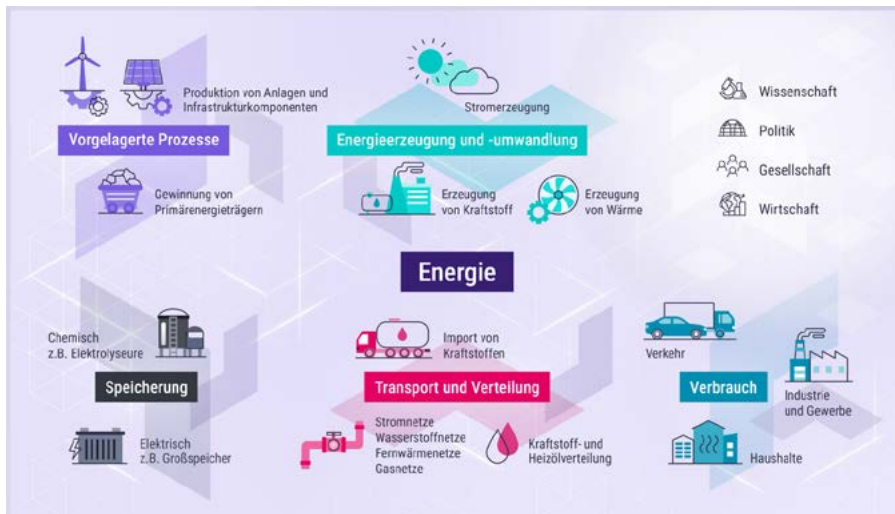 Produktion von Anlagen und
Infrastrukturkomponenten
Vorgelagerte Prozesse
Gewinnung von
Primärenergieträgern
Stromerzeugung
Energieerzeugung und -umwandlung
Erzeugung
von Kraftstoff
Erzeugung
von Wärme
Wissenschaft
Politik
Gesellschaft
Wirtschaft
Energie
Chemisch
z.B. Elektrolyseure
Speicherung
Elektrisch
z.B. Großspeicher
Import von
Kraftstoffen
Transport und Verteilung
Stromnetze
Wasserstoffnetze
Fernwärmenetze
Gasnetze
Kraftstoff- und
Heizölverteilung
Verkehr
Verbrauch
Industrie
und Gewerbe
Haushalte